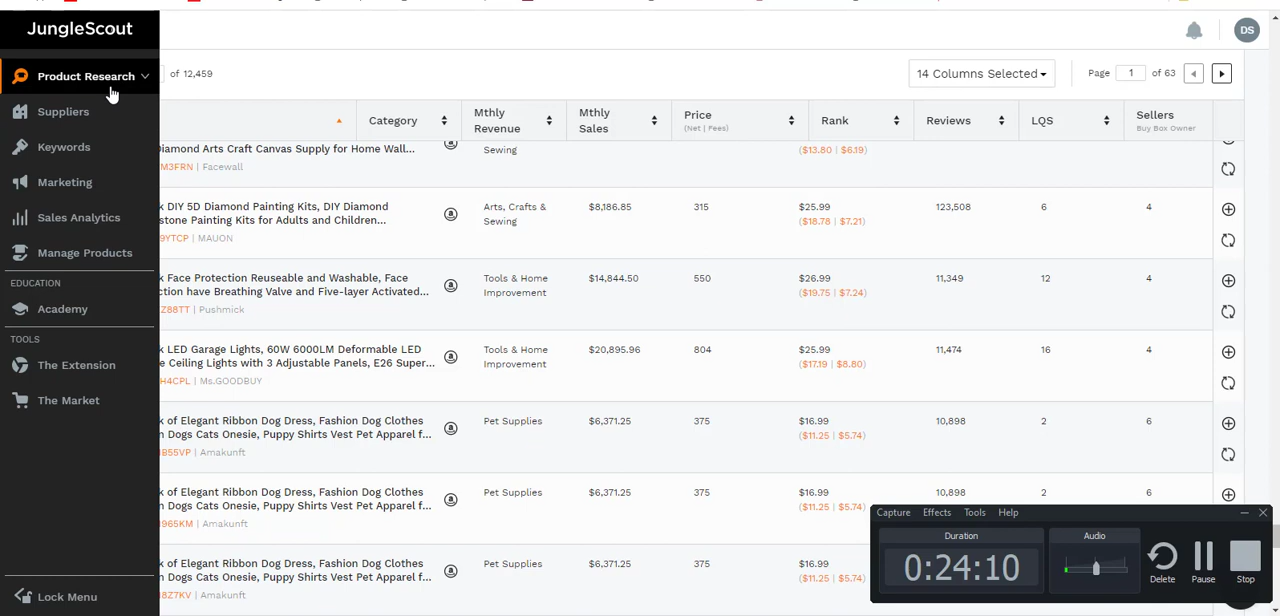 JungleScout
DS
Product Research
of 12,459
14 Columns Selected
Page 1 of 63
Suppliers
Keywords
Marketing
Sales Analytics
Manage Products
EDUCATION
Academy
TOOLS
The Extension
The Market
Lock Menu
Category
Mthly
Revenue
Mthly
Sales
Price
(Net | Fees)
Rank
Reviews
LQS
Sellers
Buy Box Owner
Diamond Arts Craft Canvas Supply for Home Wall...
M3FRN | Facewall
Sewing
($13.80 | $6.19)
k DIY 5D Diamond Painting Kits, DIY Diamond
stone Painting Kits for Adults and Children...
9YTCP | MAUON
Arts, Crafts &
Sewing
$8,186.85
315
$25.99
($18.78 | $7.21)
123,508
6
4
k Face Protection Reuseable and Washable, Face
ction have Breathing Valve and Five-layer Activated...
Z88TT | Pushmick
Tools & Home
Improvement
$14,844.50
550
$26.99
($19.75 | $7.24)
11,349
12
4
k LED Garage Lights, 60W 6000LM Deformable LED
e Ceiling Lights with 3 Adjustable Panels, E26 Super...
H4CPL | Ms.GOODBUY
Tools & Home
Improvement
$20,895.96
804
$25.99
($17.19 | $8.80)
11,474
16
4
k of Elegant Ribbon Dog Dress, Fashion Dog Clothes
n Dogs Cats Onesie, Puppy Shirts Vest Pet Apparel f...
B55VP | Amakunft
Pet Supplies
$6,371.25
375
$16.99
($11.25 | $5.74)
10,898
2
6
k of Elegant Ribbon Dog Dress, Fashion Dog Clothes
n Dogs Cats Onesie, Puppy Shirts Vest Pet Apparel f...
965KM | Amakunft
Pet Supplies
$6,371.25
375
$16.99
($11.25 | $5.74)
10,898
2
6
k of Elegant Ribbon Dog Dress, Fashion Dog Clothes
n Dogs Cats Onesie, Puppy Shirts Vest Pet Apparel f...
8Z7KV | Amakunft
Pet Supplies
$6,371.25
375
$16.99
($11.25 | $5.74)
Capture Effects Tools Help
Duration
0:24:10
Audio
Delete
Pause
Stop